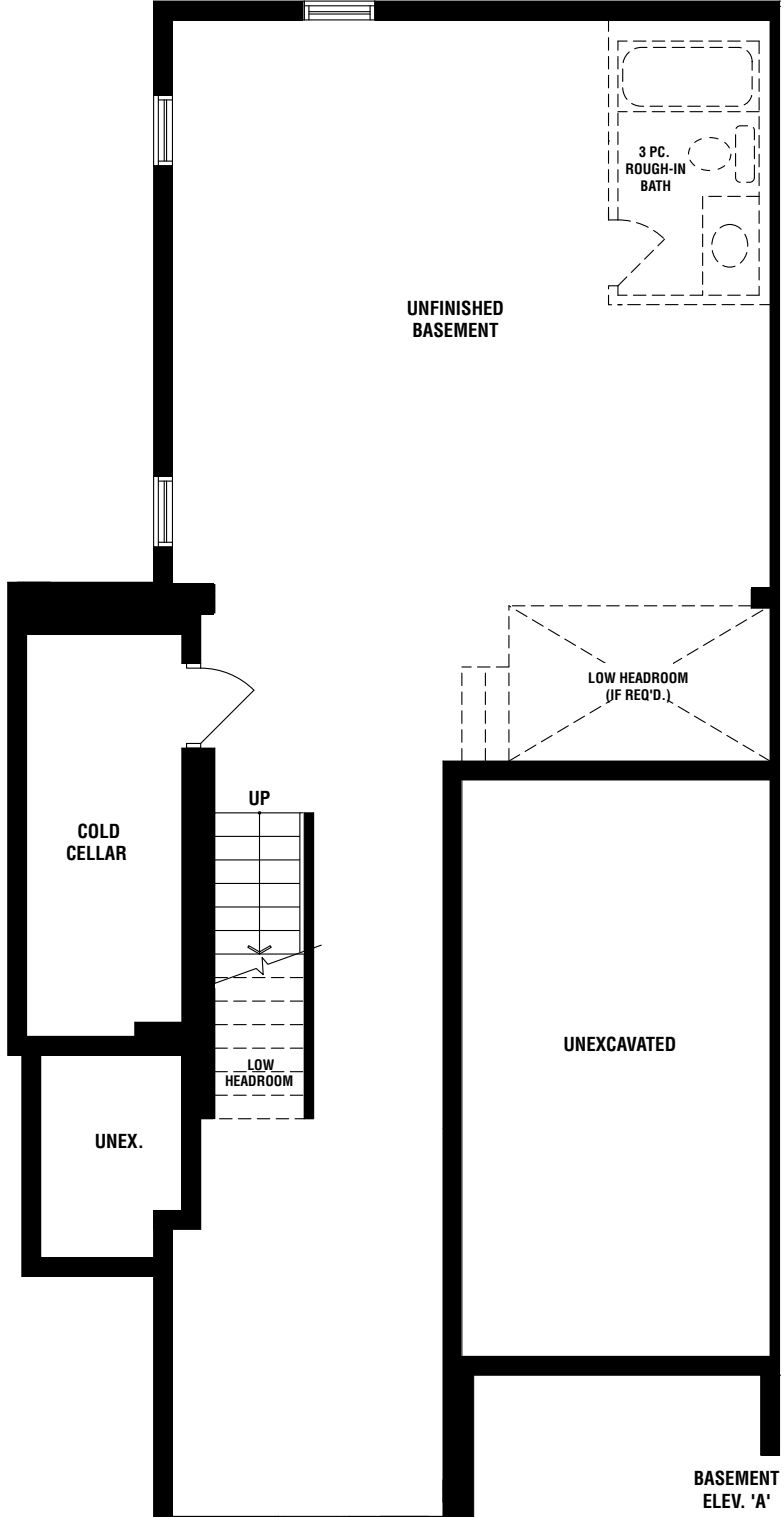 3 PC.
ROUGH-IN
BATH
UNFINISHED
BASEMENT
LOW HEADROOM
(IF REQ'D.)
UP
COLD
CELLAR
UNEXCAVATED
LOW
HEADROOM
UNEX.
BASEMENT
ELEV. 'A'